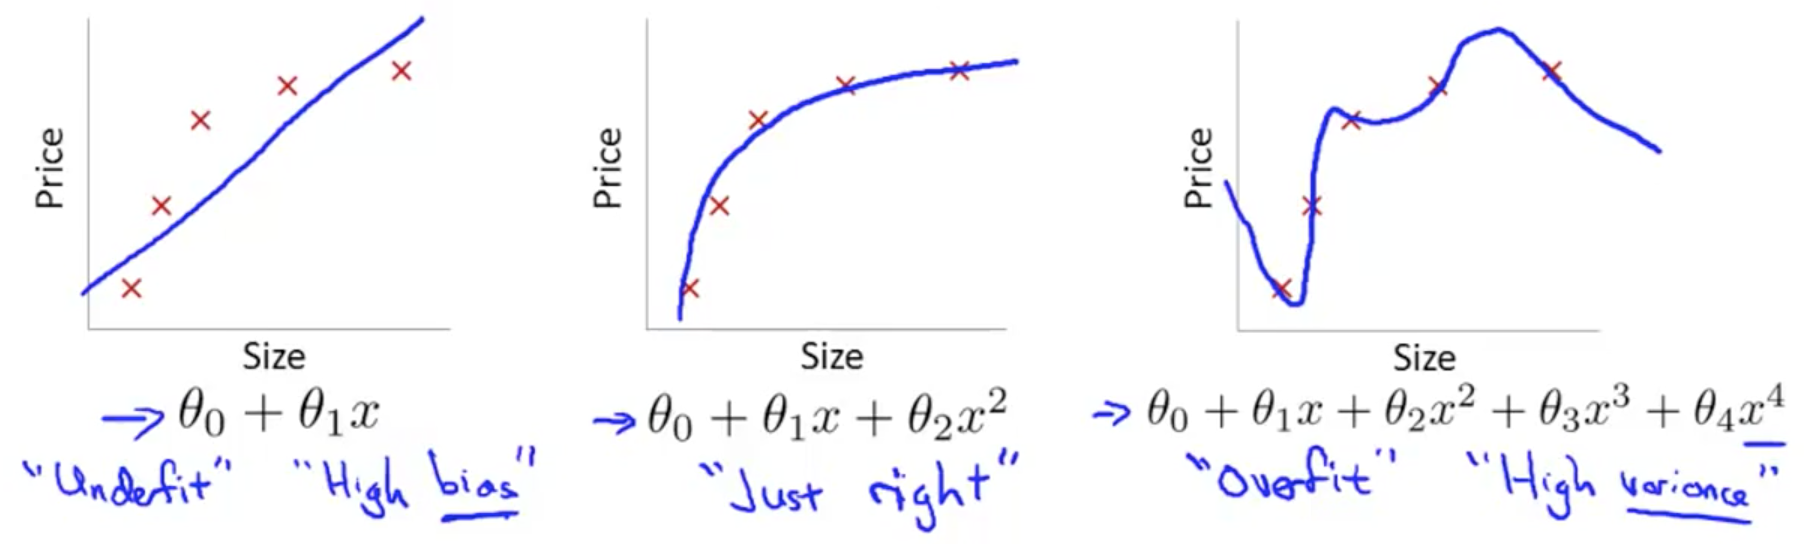 Price
Size
→ θ₀ + θ₁x
"Underfit" "High bias"
Price
Size
→ θ₀ + θ₁x + θ₂x²
"Just right"
Price
Size
→ θ₀ + θ₁x + θ₂x² + θ₃x³ + θ₄x⁴
"Overfit" "High variance"